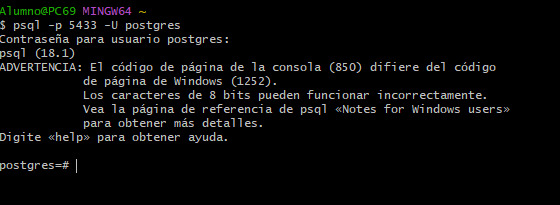 Alumno@PC69 MINGW64 ~
$ psql -p 5433 -U postgres
Contraseña para usuario postgres:
psql (18.1)
ADVERTENCIA: El código de página de la consola (850) difiere del código
de página de Windows (1252).
Los caracteres de 8 bits pueden funcionar incorrectamente.
Vea la página de referencia de psql «Notes for Windows users»
para obtener más detalles.
Digite «help» para obtener ayuda.
postgres=#